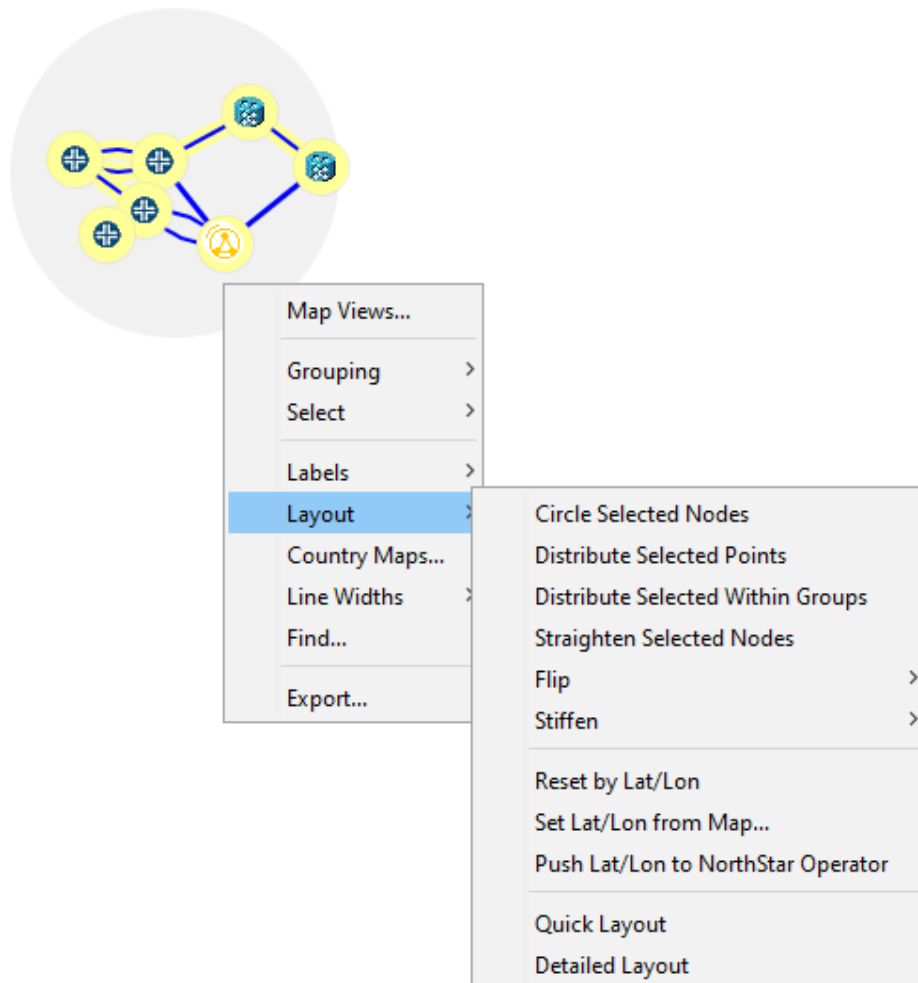 Map Views...
Grouping
Select
Labels
Layout
Country Maps...
Line Widths
Find...
Export...
Circle Selected Nodes
Distribute Selected Points
Distribute Selected Within Groups
Straighten Selected Nodes
Flip
Stiffen
Reset by Lat/Lon
Set Lat/Lon from Map...
Push Lat/Lon to NorthStar Operator
Quick Layout
Detailed Layout